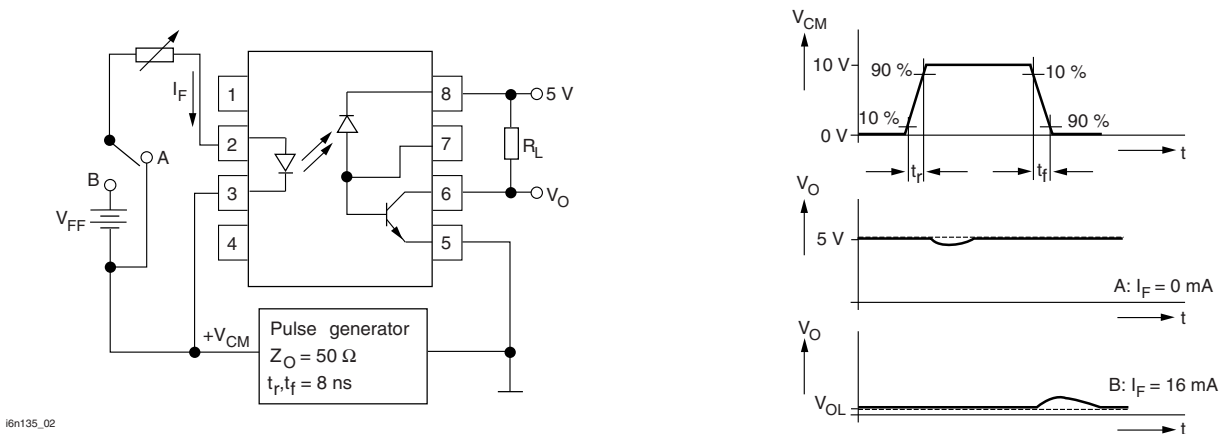 I_F
1
2
3
4
8
7
6
5
5 V
R_L
V_O
A
B
V_FF
+V_CM
Pulse generator
Z_O = 50 Ω
t_r,t_f = 8 ns
i6n135_02
V_CM
10 V
90 %
10 %
10 %
90 %
0 V
t
t_r
t_f
V_O
5 V
A: I_F = 0 mA
t
V_O
B: I_F = 16 mA
V_OL
t